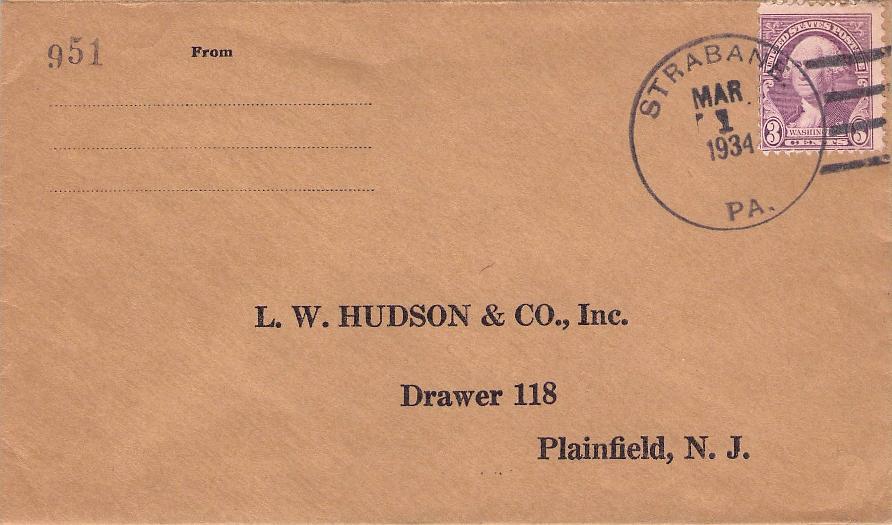 951
From
STRABANE
MAR
1
1934
PA.
UNITED STATES POSTAGE
3 WASHINGTON 3
CENTS
L. W. HUDSON & CO., Inc.
Drawer 118
Plainfield, N. J.